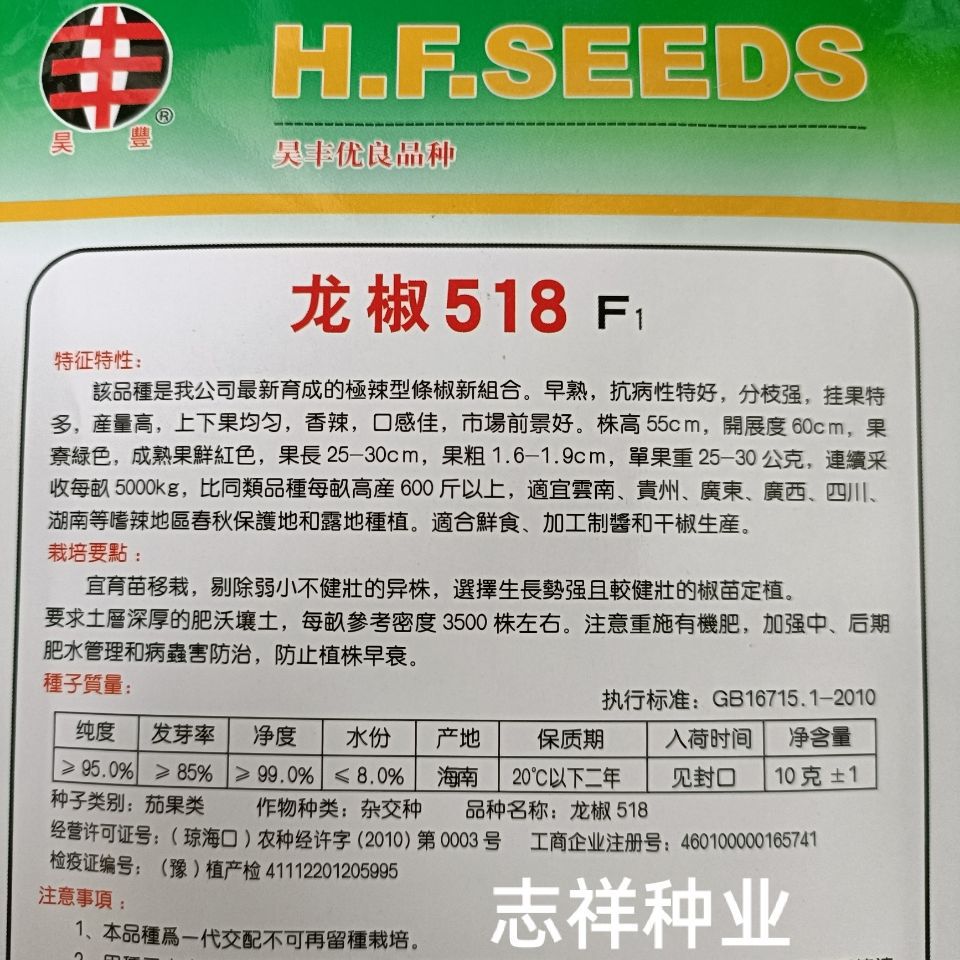 H.F.SEEDS
昊豐®
昊丰优良品种
龙椒518 F1
特征特性：
該品種是我公司最新育成的極辣型條椒新組合。早熟，抗病性特好，分枝强，挂果特
多，産量高，上下果均匀，香辣，口感佳，市場前景好。株高55cm，開展度60cm，果
寮緑色，成熟果鮮紅色，果長25-30cm，果粗1.6-1.9cm，單果重25-30公克，連續采
收每畝5000kg，比同類品種每畝高産600斤以上，適宜雲南、貴州、廣東、廣西、四川、
湖南等嗜辣地區春秋保護地和露地種植。適合鮮食、加工制醬和干椒生産。
栽培要點：
宜育苗移栽，剔除弱小不健壯的异株，選擇生長勢强且較健壯的椒苗定植。
要求土層深厚的肥沃壤土，每畝參考密度3500株左右。注意重施有機肥，加强中、后期
肥水管理和病蟲害防治，防止植株早衰。
種子質量：
执行标准：GB16715.1-2010
纯度 发芽率 净度 水份 产地 保质期 入荷时间 净含量
≥95.0% ≥85% ≥99.0% ≤8.0% 海南 20℃以下二年 见封口 10克±1
种子类别：茄果类 作物种类：杂交种 品种名称：龙椒518
经营许可证号：（琼海口）农种经许字(2010)第0003号 工商企业注册号：460100000165741
检疫证编号：（豫）植产检41112201205995
注意事項：
1、本品種爲一代交配不可再留種栽培。
志祥种业